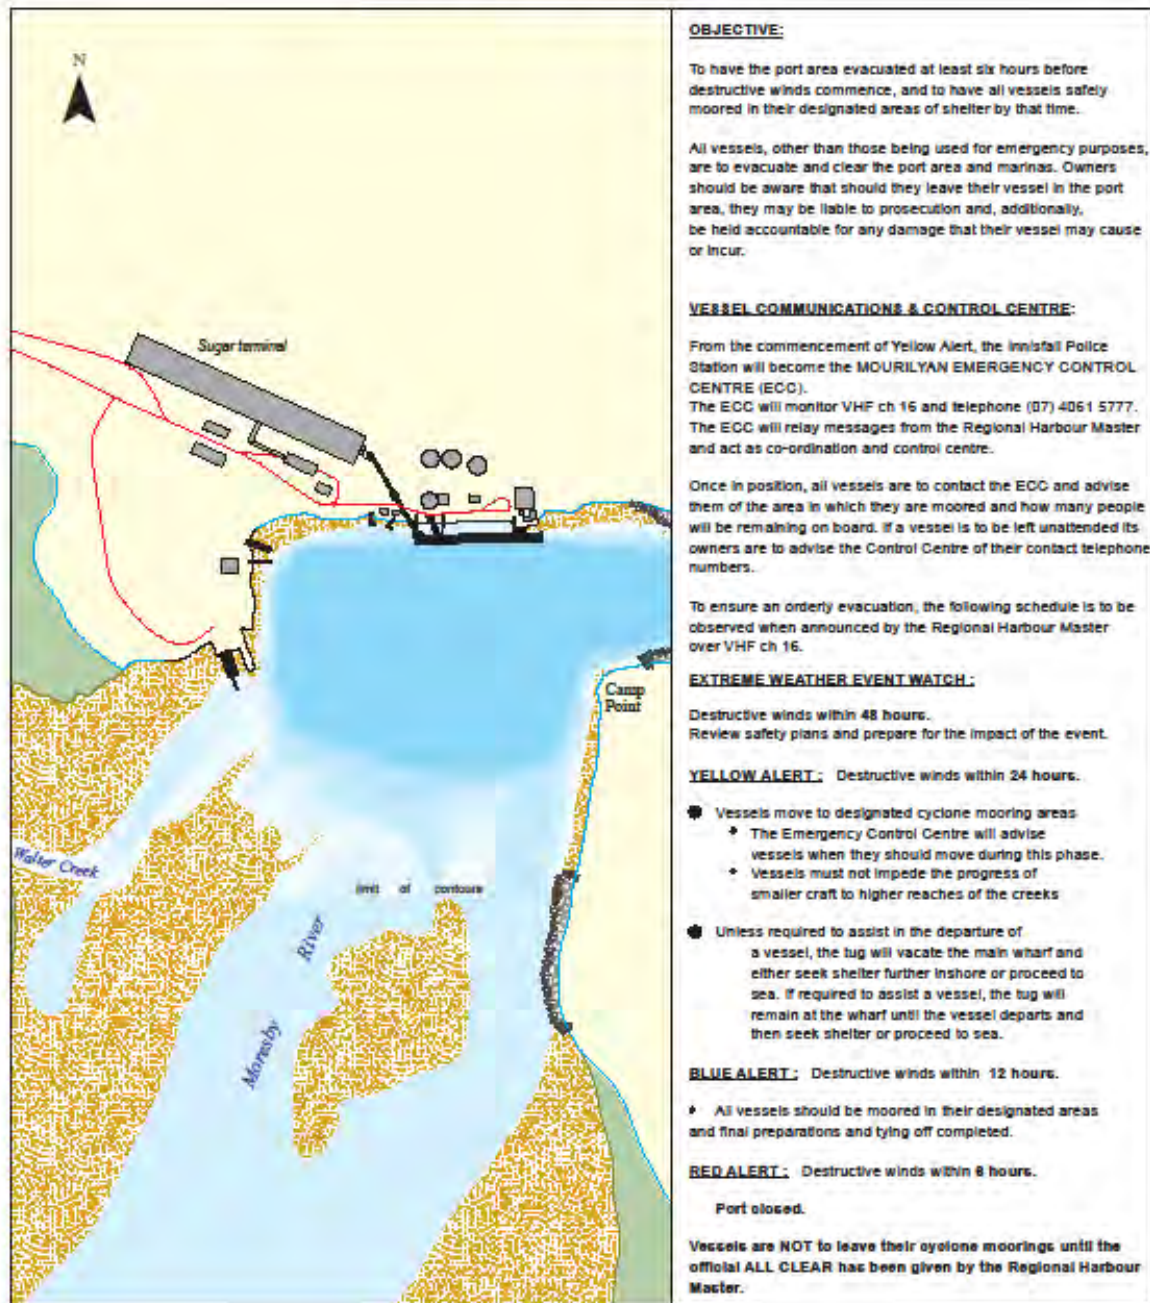 N
Sugar terminal
Camp
Point
Walter Creek
limit of contours
River
Moresby
OBJECTIVE:
To have the port area evacuated at least six hours before
destructive winds commence, and to have all vessels safely
moored in their designated areas of shelter by that time.
All vessels, other than those being used for emergency purposes,
are to evacuate and clear the port area and marinas. Owners
should be aware that should they leave their vessel in the port
area, they may be liable to prosecution and, additionally,
be held accountable for any damage that their vessel may cause
or incur.
VESSEL COMMUNICATIONS & CONTROL CENTRE:
From the commencement of Yellow Alert, the Innisfail Police
Station will become the MOURILYAN EMERGENCY CONTROL
CENTRE (ECC).
The ECC will monitor VHF ch 16 and telephone (07) 4061 5777.
The ECC will relay messages from the Regional Harbour Master
and act as co-ordination and control centre.
Once in position, all vessels are to contact the ECC and advise
them of the area in which they are moored and how many people
will be remaining on board. If a vessel is to be left unattended its
owners are to advise the Control Centre of their contact telephone
numbers.
To ensure an orderly evacuation, the following schedule is to be
observed when announced by the Regional Harbour Master
over VHF ch 16.
EXTREME WEATHER EVENT WATCH :
Destructive winds within 48 hours.
Review safety plans and prepare for the impact of the event.
YELLOW ALERT : Destructive winds within 24 hours.
● Vessels move to designated cyclone mooring areas
• The Emergency Control Centre will advise
vessels when they should move during this phase.
• Vessels must not impede the progress of
smaller craft to higher reaches of the creeks
● Unless required to assist in the departure of
a vessel, the tug will vacate the main wharf and
either seek shelter further inshore or proceed to
sea. If required to assist a vessel, the tug will
remain at the wharf until the vessel departs and
then seek shelter or proceed to sea.
BLUE ALERT : Destructive winds within 12 hours.
• All vessels should be moored in their designated areas
and final preparations and tying off completed.
RED ALERT : Destructive winds within 6 hours.
Port closed.
Vessels are NOT to leave their cyclone moorings until the
official ALL CLEAR has been given by the Regional Harbour
Master.